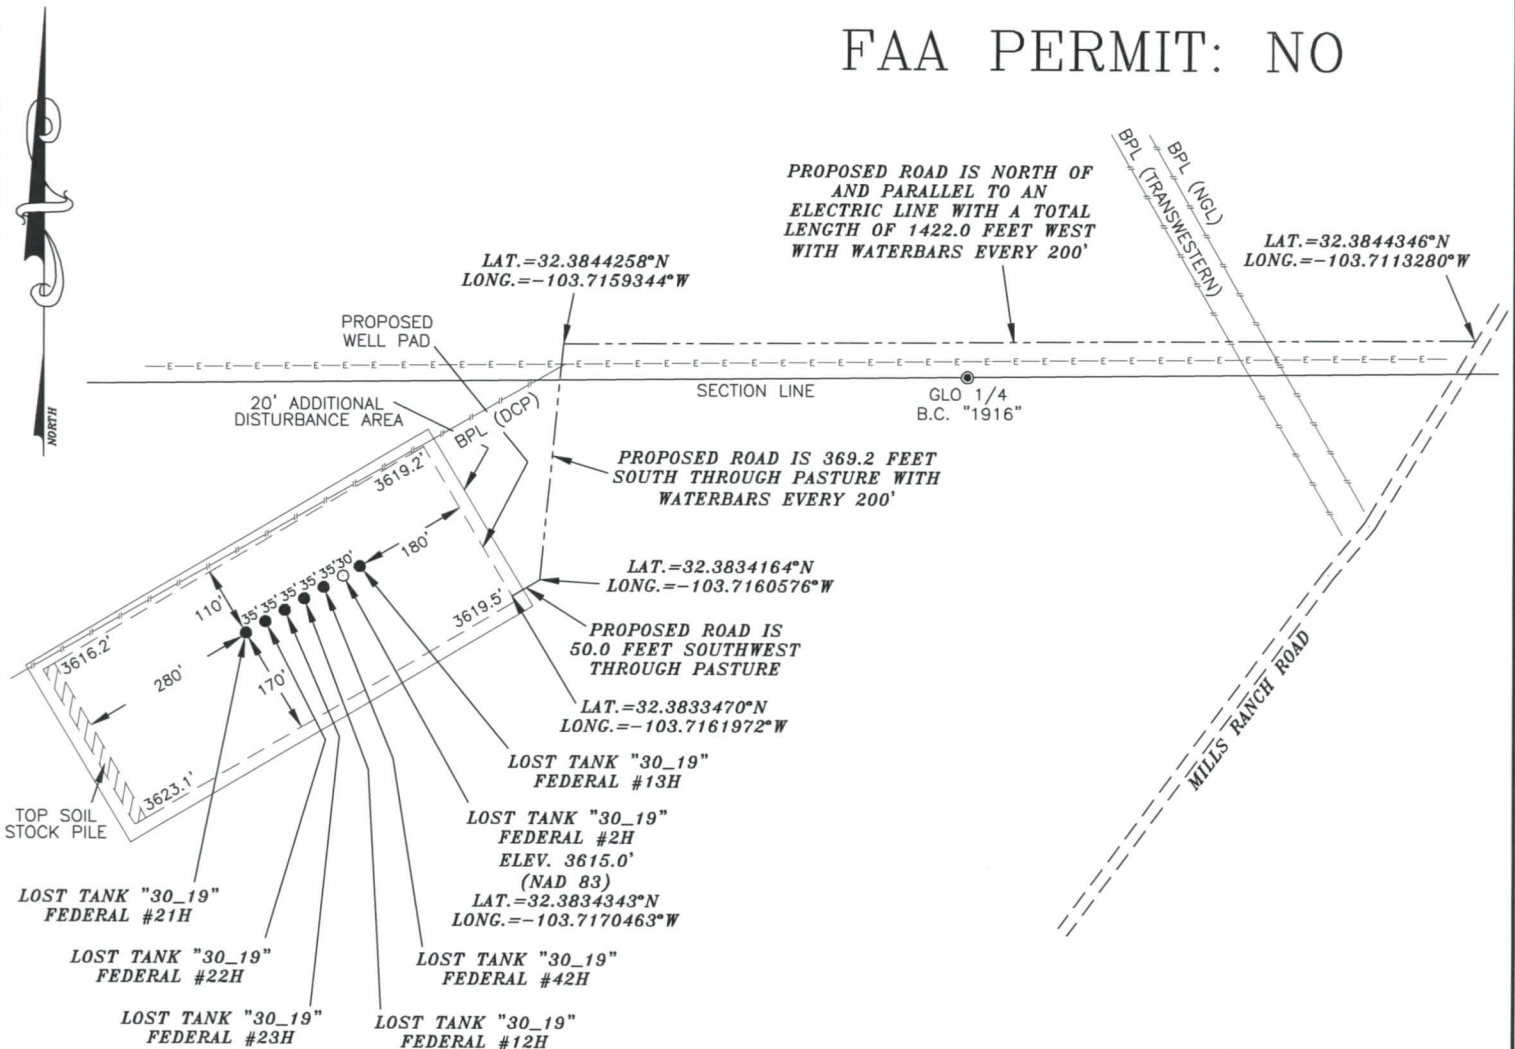 FAA PERMIT: NO
NORTH
PROPOSED ROAD IS NORTH OF
AND PARALLEL TO AN
ELECTRIC LINE WITH A TOTAL
LENGTH OF 1422.0 FEET WEST
WITH WATERBARS EVERY 200'
BPL (TRANSWESTERN)
BPL (NGL)
LAT.=32.3844346°N
LONG.=-103.7113280°W
LAT.=32.3844258°N
LONG.=-103.7159344°W
PROPOSED
WELL PAD
E E E E E E E E E E E E E E E E E E E E E E E E E E E E E E E E E E E E E E E E
SECTION LINE
GLO 1/4
B.C. "1916"
20' ADDITIONAL
DISTURBANCE AREA
BPL (DCP)
PROPOSED ROAD IS 369.2 FEET
SOUTH THROUGH PASTURE WITH
WATERBARS EVERY 200'
3619.2'
180'
35' 35' 35' 35' 35' 30'
110'
LAT.=32.3834164°N
LONG.=-103.7160576°W
3619.5'
PROPOSED ROAD IS
50.0 FEET SOUTHWEST
THROUGH PASTURE
3616.2'
280'
170'
LAT.=32.3833470°N
LONG.=-103.7161972°W
MILLS RANCH ROAD
3623.1'
TOP SOIL
STOCK PILE
LOST TANK "30_19"
FEDERAL #13H
LOST TANK "30_19"
FEDERAL #2H
ELEV. 3615.0'
(NAD 83)
LAT.=32.3834343°N
LONG.=-103.7170463°W
LOST TANK "30_19"
FEDERAL #21H
LOST TANK "30_19"
FEDERAL #22H
LOST TANK "30_19"
FEDERAL #42H
LOST TANK "30_19"
FEDERAL #23H
LOST TANK "30_19"
FEDERAL #12H